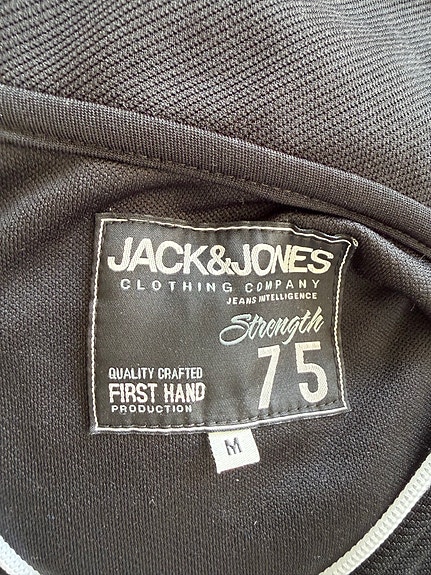 JACK&JONES
CLOTHING COMPANY
JEANS INTELLIGENCE
Strength
75
QUALITY CRAFTED
FIRST HAND
PRODUCTION
M